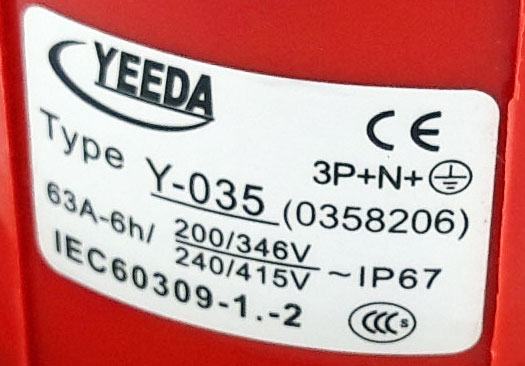 YEEDA
CE
Type Y-035 (0358206)
3P+N+⏚
63A-6h/ 200/346V
240/415V ~IP67
IEC60309-1.-2
CCC S